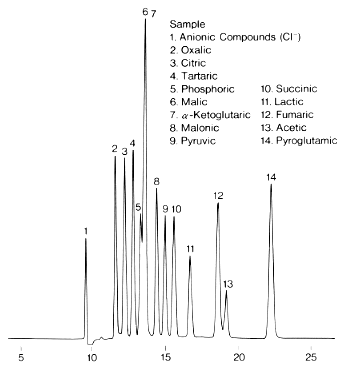 Sample
1. Anionic Compounds (Cl⁻)
2. Oxalic
3. Citric
4. Tartaric
5. Phosphoric
6. Malic
7. α-Ketoglutaric
8. Malonic
9. Pyruvic
10. Succinic
11. Lactic
12. Fumaric
13. Acetic
14. Pyroglutamic
6 7
2
3
4
5
8
9
10
12
14
1
11
13
5
10
15
20
25